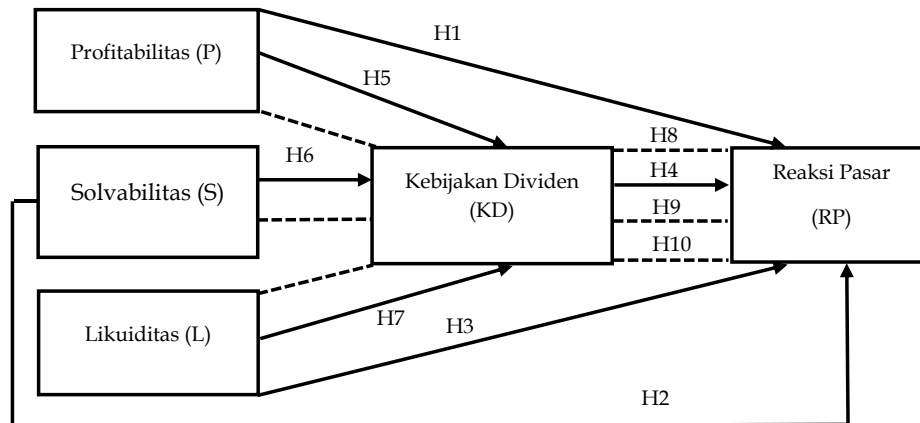 H1
Profitabilitas (P)
H5
H8
H6
Kebijakan Dividen
(KD)
H4
Reaksi Pasar
(RP)
Solvabilitas (S)
H9
H10
H7
H3
Likuiditas (L)
H2